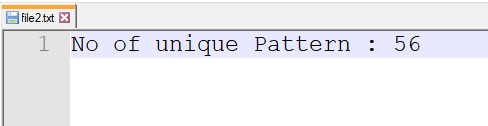 file2.txt
1 No of unique Pattern : 56